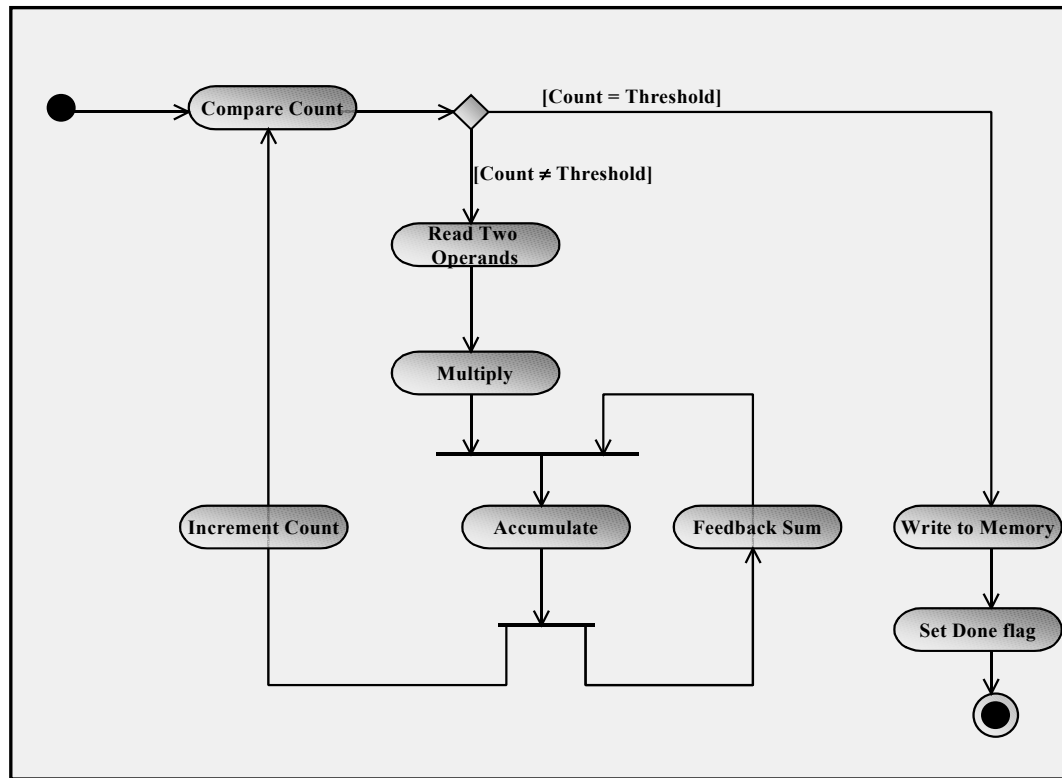 [Count = Threshold]
Compare Count
[Count ≠ Threshold]
Read Two
Operands
Multiply
Increment Count
Accumulate
Feedback Sum
Write to Memory
Set Done flag